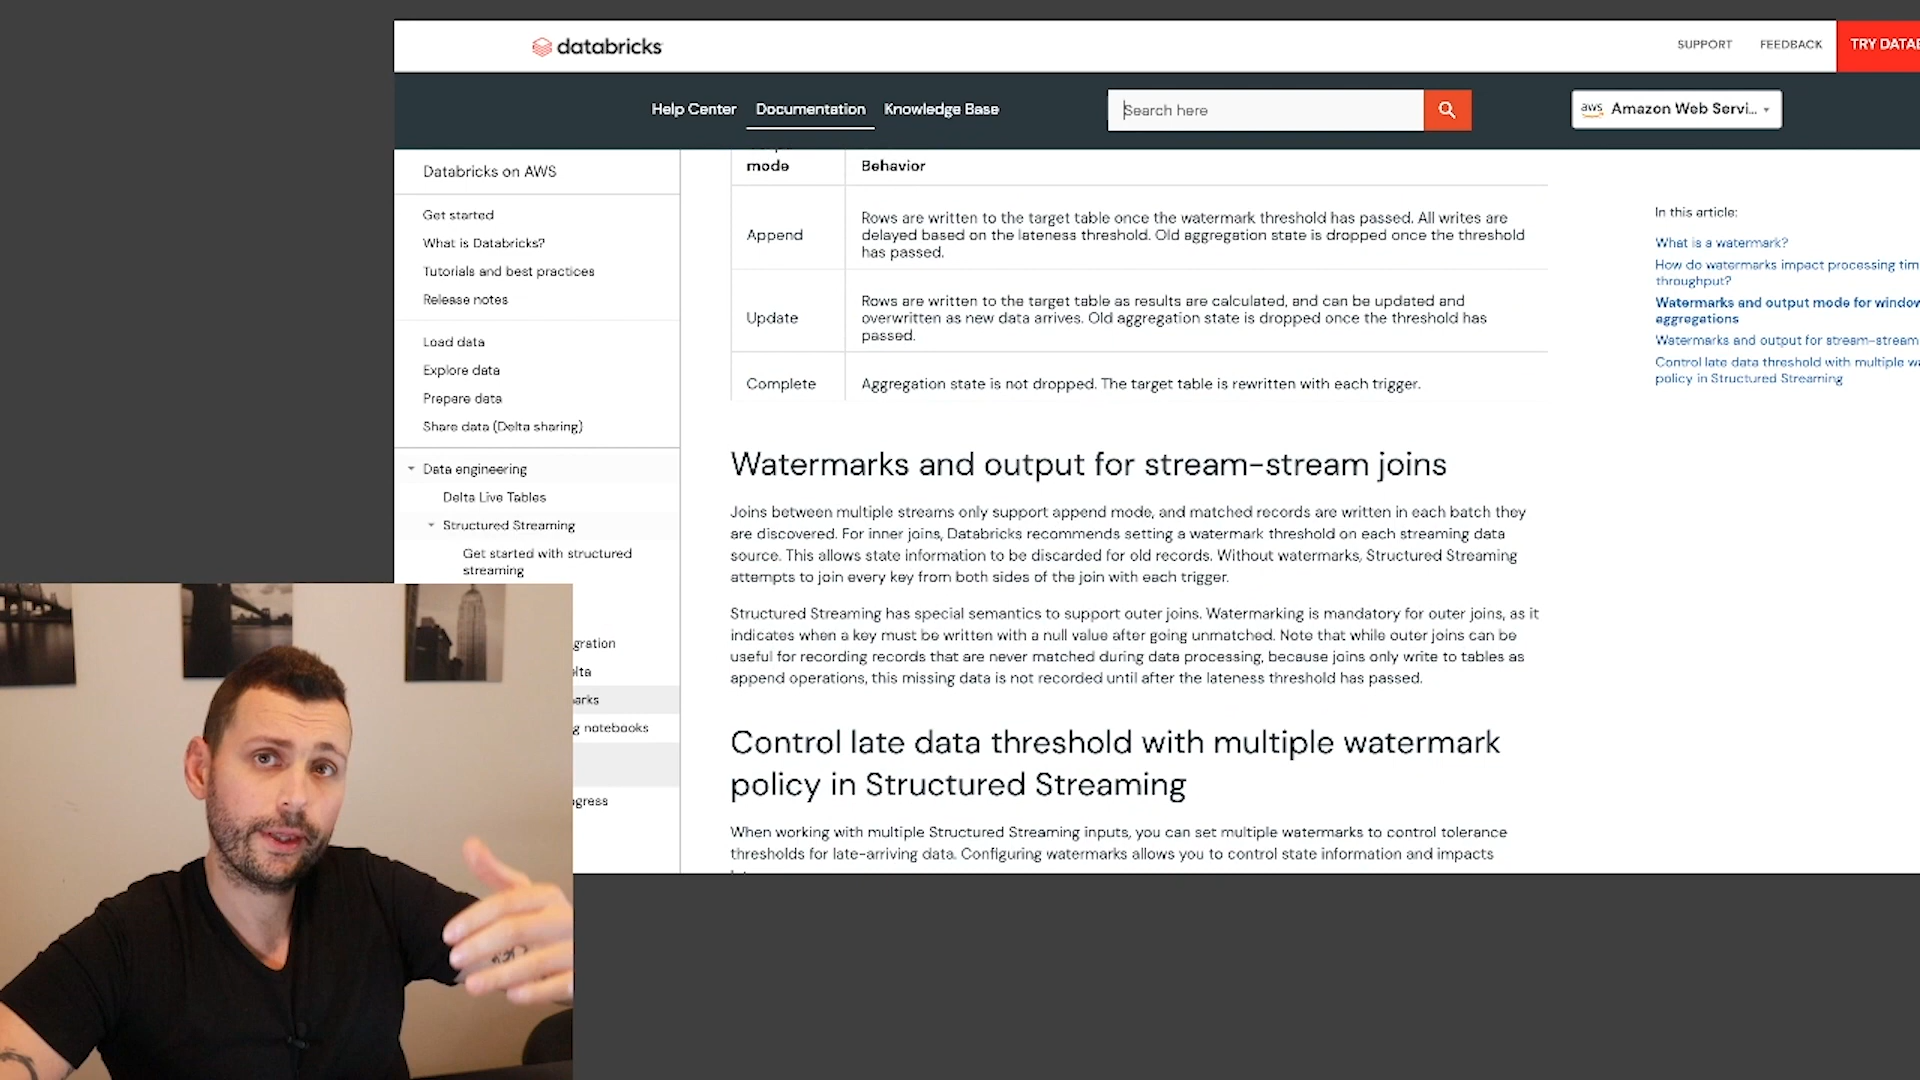 databricks
SUPPORT
FEEDBACK
TRY
Help Center
Documentation
Knowledge Base
Search here
aws
Amazon Web Servi...
Databricks on AWS
Get started
What is Databricks?
Tutorials and best practices
Release notes
Load data
Explore data
Prepare data
Share data (Delta sharing)
Data engineering
Delta Live Tables
Structured Streaming
Get started with structured
streaming
notebooks
mode
Behavior
Append
Rows are written to the target table once the watermark threshold has passed. All writes are
delayed based on the lateness threshold. Old aggregation state is dropped once the threshold
has passed.
Update
Rows are written to the target table as results are calculated, and can be updated and
overwritten as new data arrives. Old aggregation state is dropped once the threshold has
passed.
Complete
Aggregation state is not dropped. The target table is rewritten with each trigger.
Watermarks and output for stream-stream joins
Joins between multiple streams only support append mode, and matched records are written in each batch they
are discovered. For inner joins, Databricks recommends setting a watermark threshold on each streaming data
source. This allows state information to be discarded for old records. Without watermarks, Structured Streaming
attempts to join every key from both sides of the join with each trigger.
Structured Streaming has special semantics to support outer joins. Watermarking is mandatory for outer joins, as it
indicates when a key must be written with a null value after going unmatched. Note that while outer joins can be
useful for recording records that are never matched during data processing, because joins only write to tables as
append operations, this missing data is not recorded until after the lateness threshold has passed.
Control late data threshold with multiple watermark
policy in Structured Streaming
When working with multiple Structured Streaming inputs, you can set multiple watermarks to control tolerance
thresholds for late-arriving data. Configuring watermarks allows you to control state information and impacts
In this article:
What is a watermark?
How do watermarks impact processing tim
throughput?
Watermarks and output mode for window
aggregations
Watermarks and output for stream-stream
Control late data threshold with multiple wa
policy in Structured Streaming